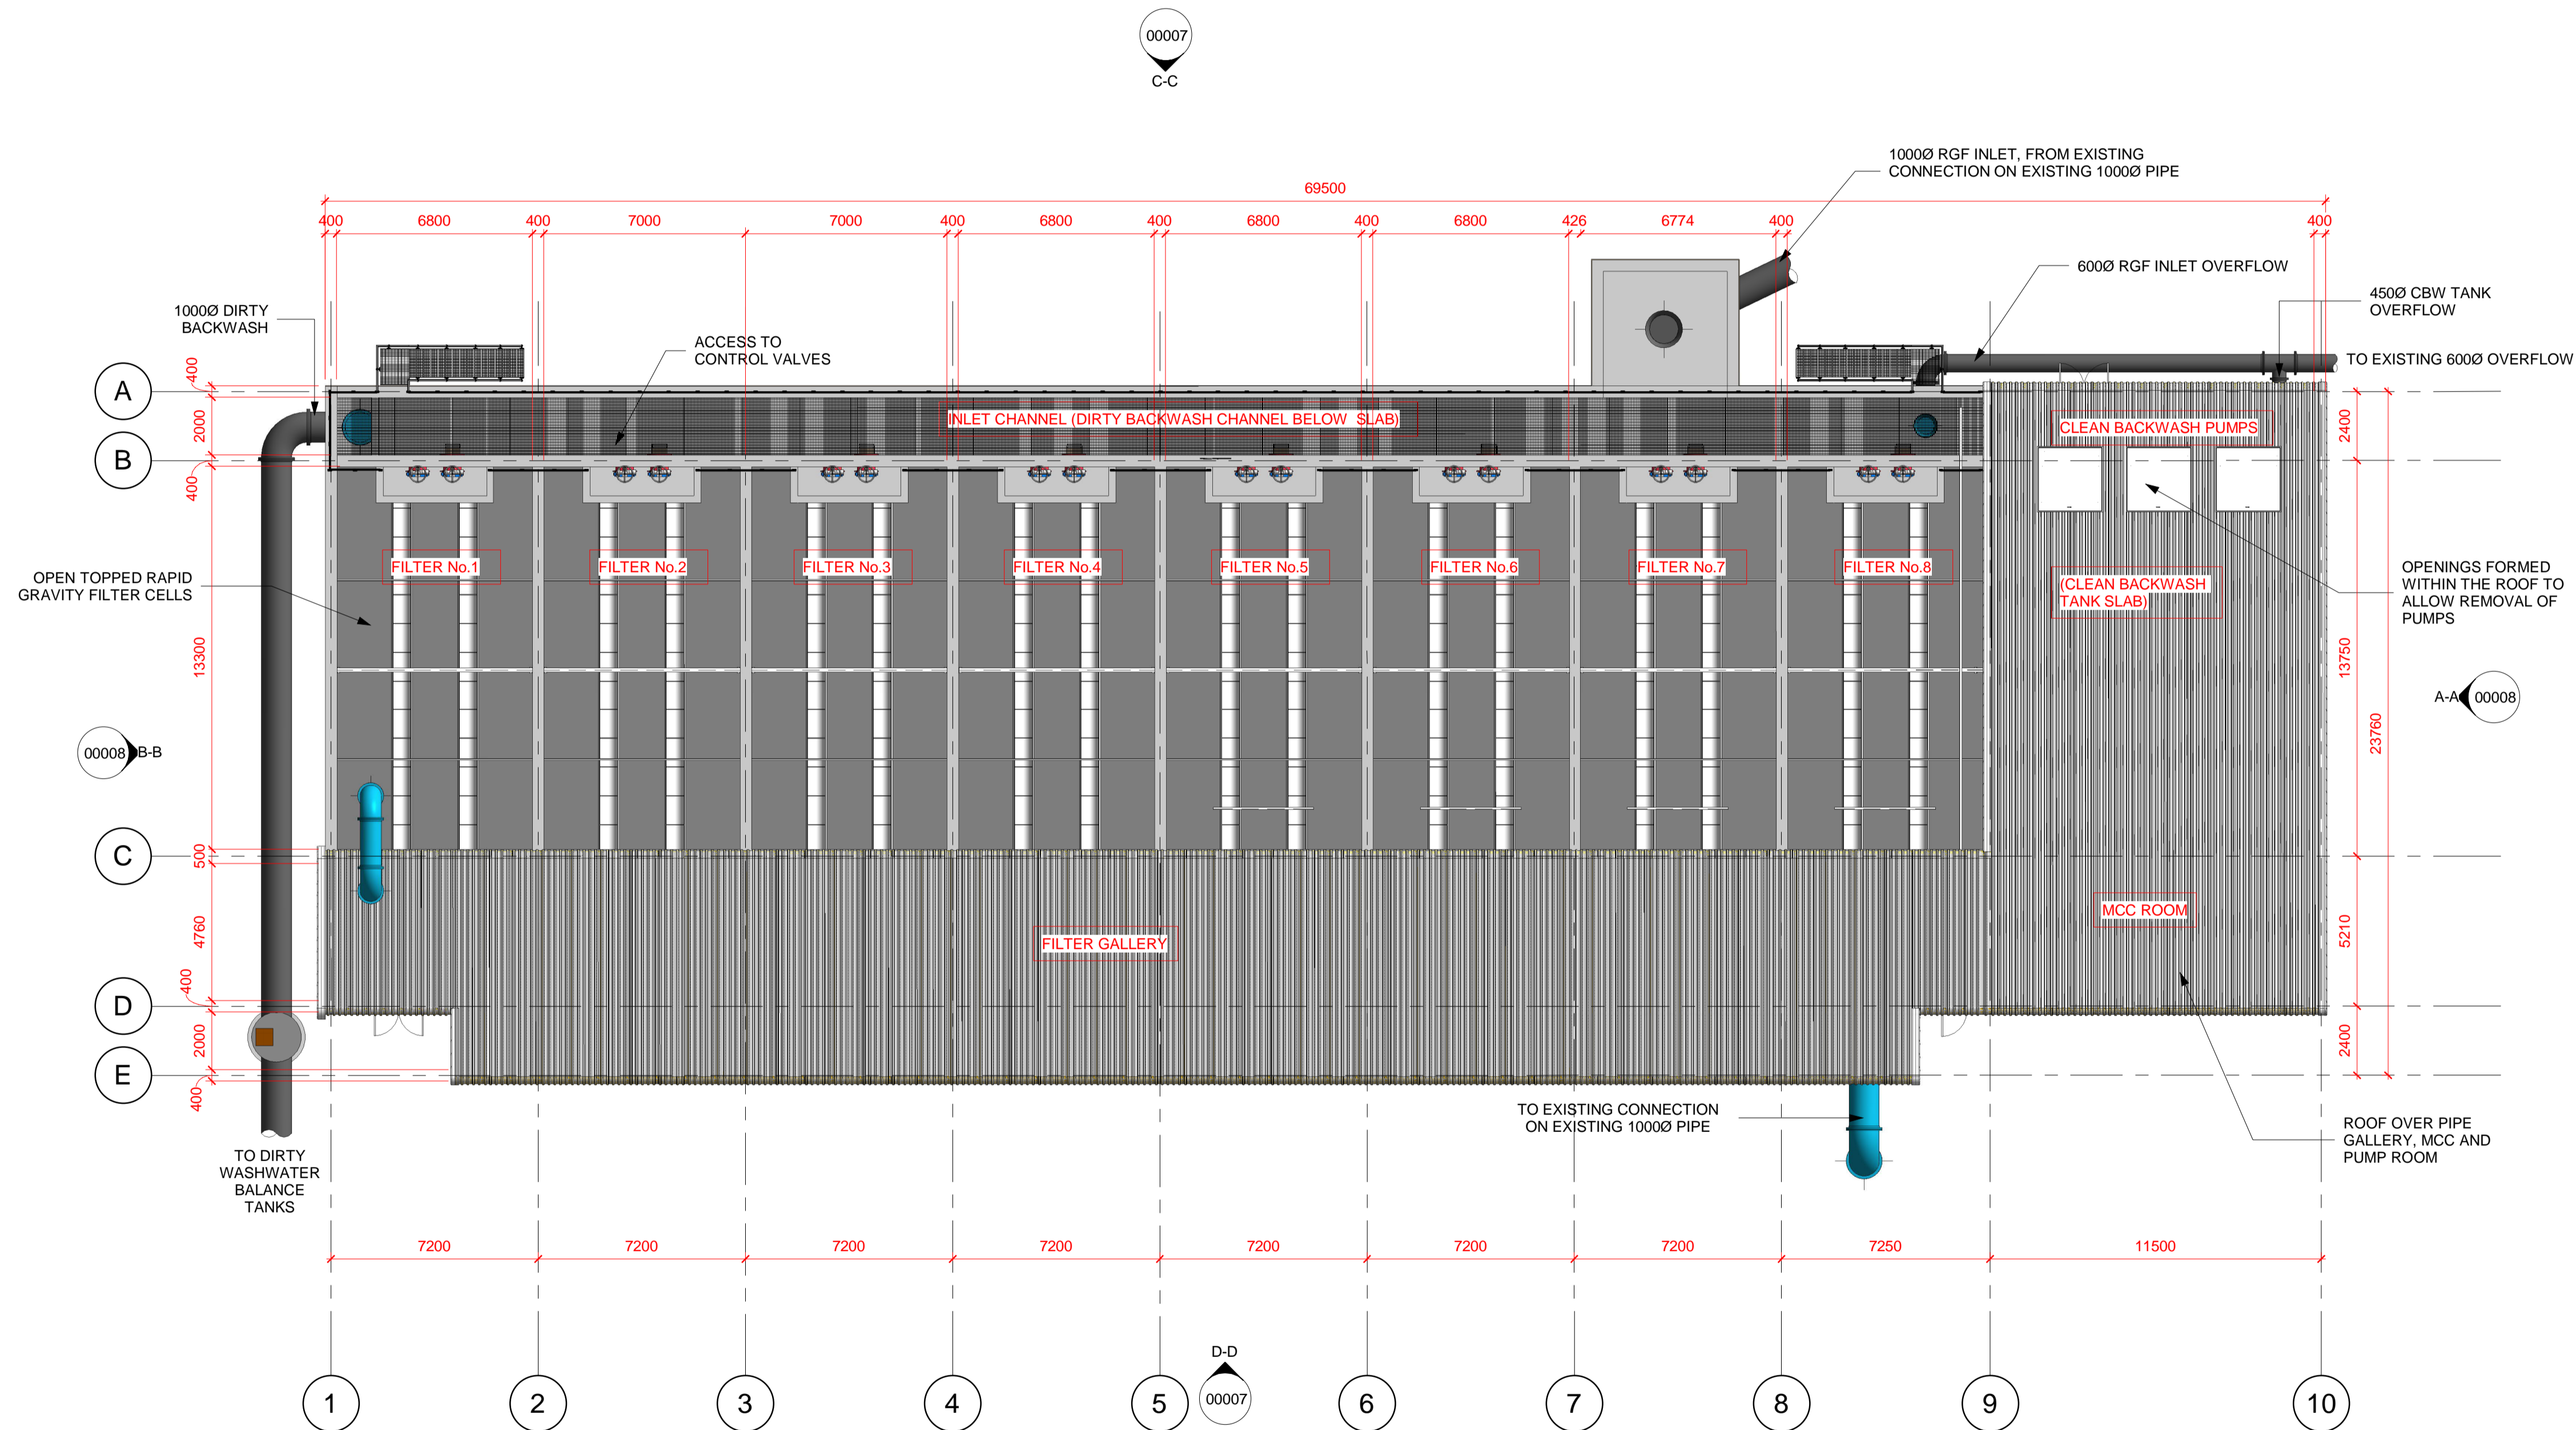 00007
C-C
1000Ø RGF INLET, FROM EXISTING
CONNECTION ON EXISTING 1000Ø PIPE
69500
400 6800 400 7000 7000 400 6800 400 6800 400 6800 426 6774 400 400
600Ø RGF INLET OVERFLOW
450Ø CBW TANK
OVERFLOW
1000Ø DIRTY
BACKWASH
ACCESS TO
CONTROL VALVES
TO EXISTING 600Ø OVERFLOW
A
B
C
D
E
400
2000
400
13300
500
4760
400
2000
400
INLET CHANNEL (DIRTY BACKWASH CHANNEL BELOW SLAB)
CLEAN BACKWASH PUMPS
2400
13750
5210
2400
23760
FILTER No.1
FILTER No.2
FILTER No.3
FILTER No.4
FILTER No.5
FILTER No.6
FILTER No.7
FILTER No.8
(CLEAN BACKWASH
TANK SLAB)
OPEN TOPPED RAPID
GRAVITY FILTER CELLS
OPENINGS FORMED
WITHIN THE ROOF TO
ALLOW REMOVAL OF
PUMPS
A-A 00008
00008 B-B
MCC ROOM
FILTER GALLERY
TO EXISTING CONNECTION
ON EXISTING 1000Ø PIPE
ROOF OVER PIPE
GALLERY, MCC AND
PUMP ROOM
TO DIRTY
WASHWATER
BALANCE
TANKS
7200 7200 7200 7200 7200 7200 7200 7250 11500
D-D
00007
1 2 3 4 5 6 7 8 9 10